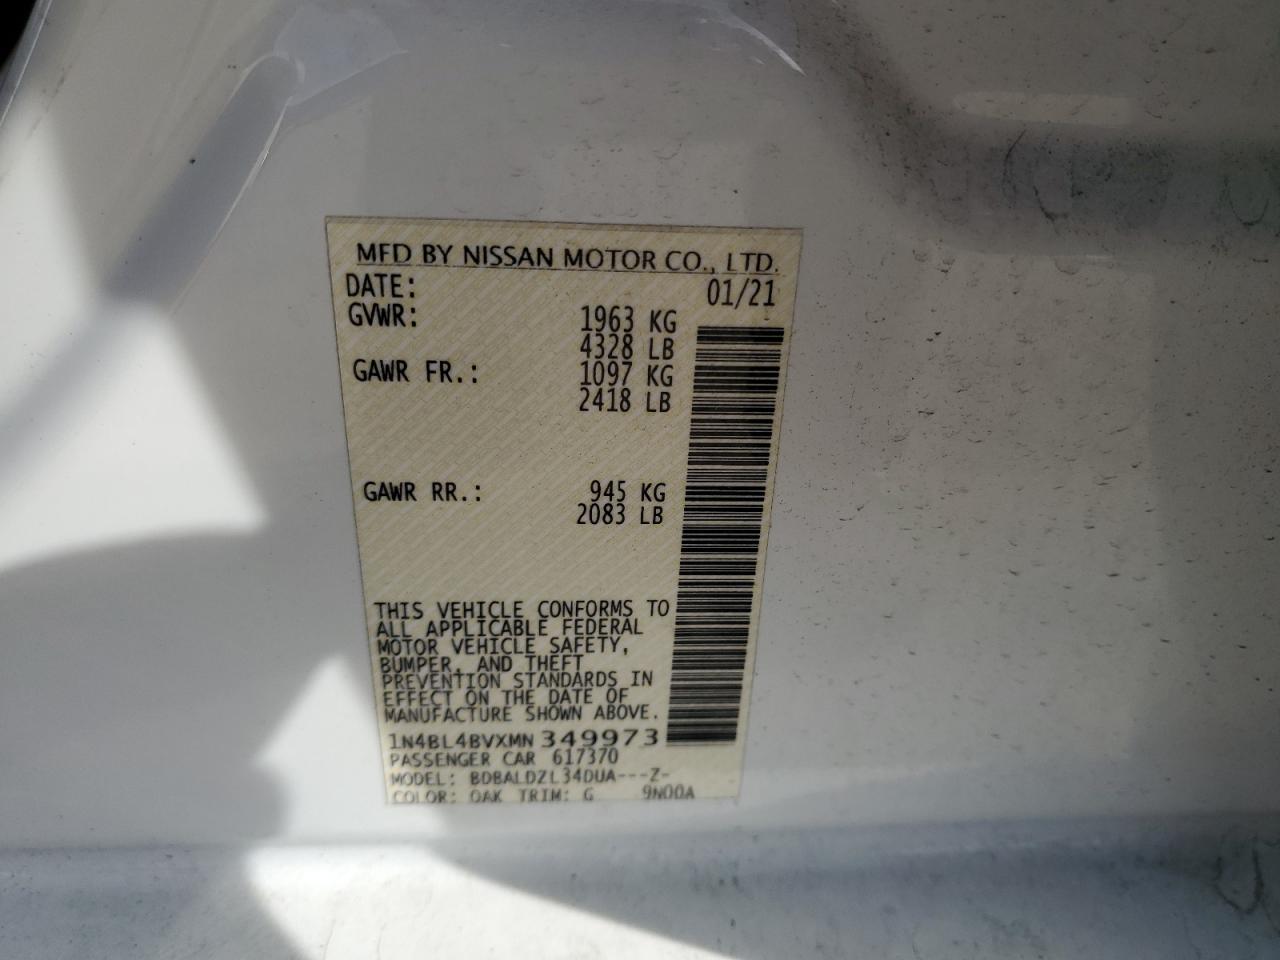 MFD BY NISSAN MOTOR CO., LTD.
DATE: 01/21
GVWR: 1963 KG
4328 LB
GAWR FR.: 1097 KG
2418 LB
GAWR RR.: 945 KG
2083 LB
THIS VEHICLE CONFORMS TO
ALL APPLICABLE FEDERAL
MOTOR VEHICLE SAFETY,
BUMPER, AND THEFT
PREVENTION STANDARDS IN
EFFECT ON THE DATE OF
MANUFACTURE SHOWN ABOVE.
1N4BL4BVXMN349973
PASSENGER CAR 617370
MODEL: BDBALDZL34DUA---Z-
COLOR: QAK TRIM: G 9N00A